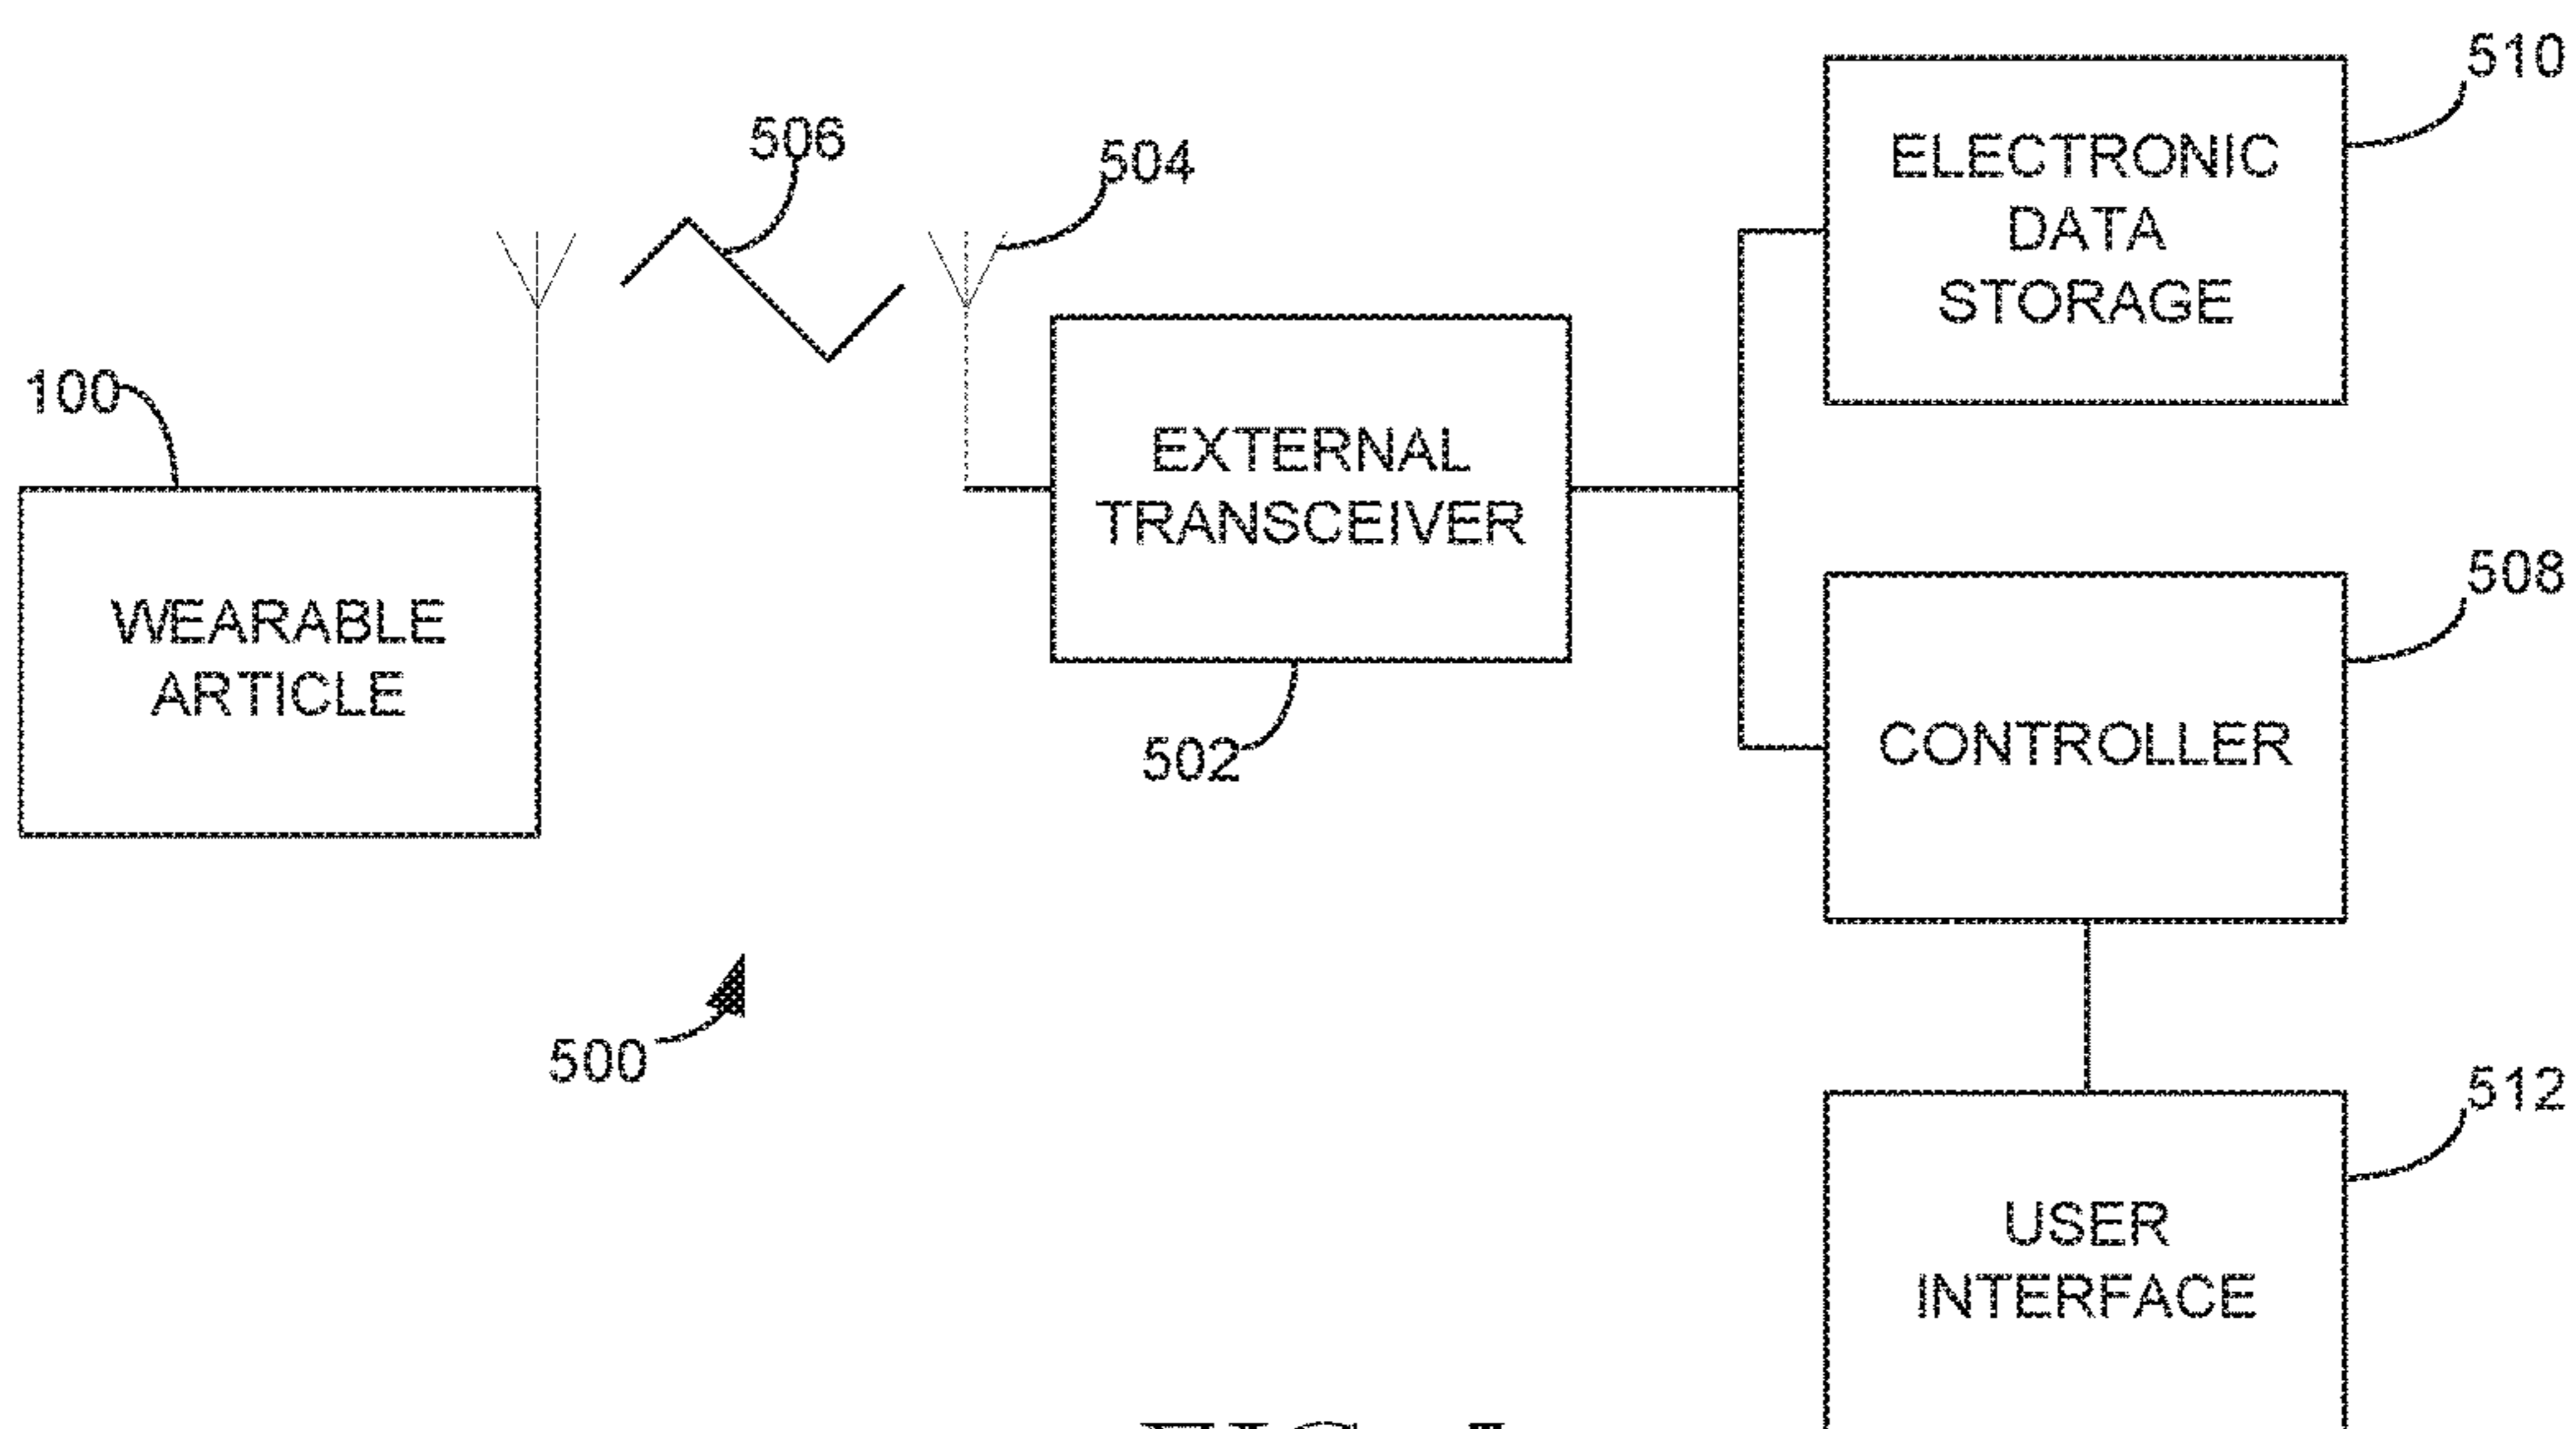 510
506
504
ELECTRONIC
DATA
STORAGE
100
EXTERNAL
TRANSCEIVER
508
WEARABLE
ARTICLE
502
CONTROLLER
500
512
USER
INTERFACE